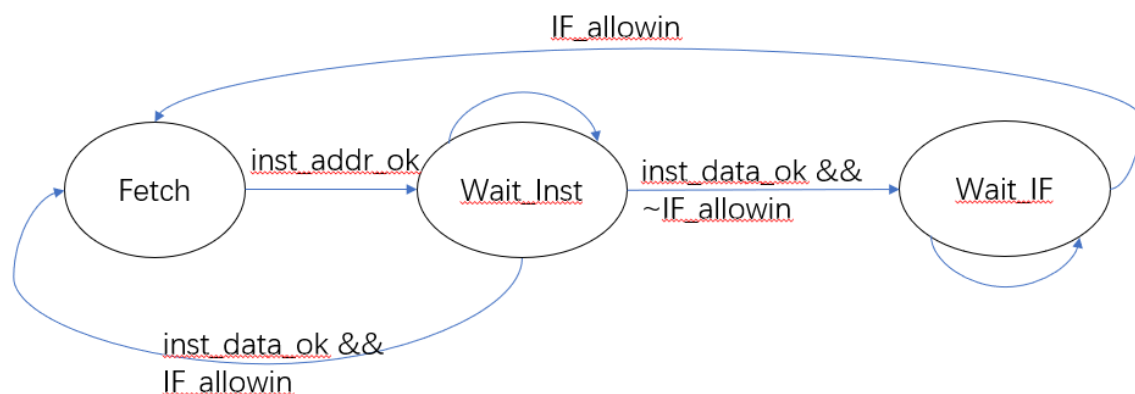 IF_allowin
Fetch
inst_addr_ok
Wait_Inst
inst_data_ok &&
~IF_allowin
Wait_IF
inst_data_ok &&
IF_allowin